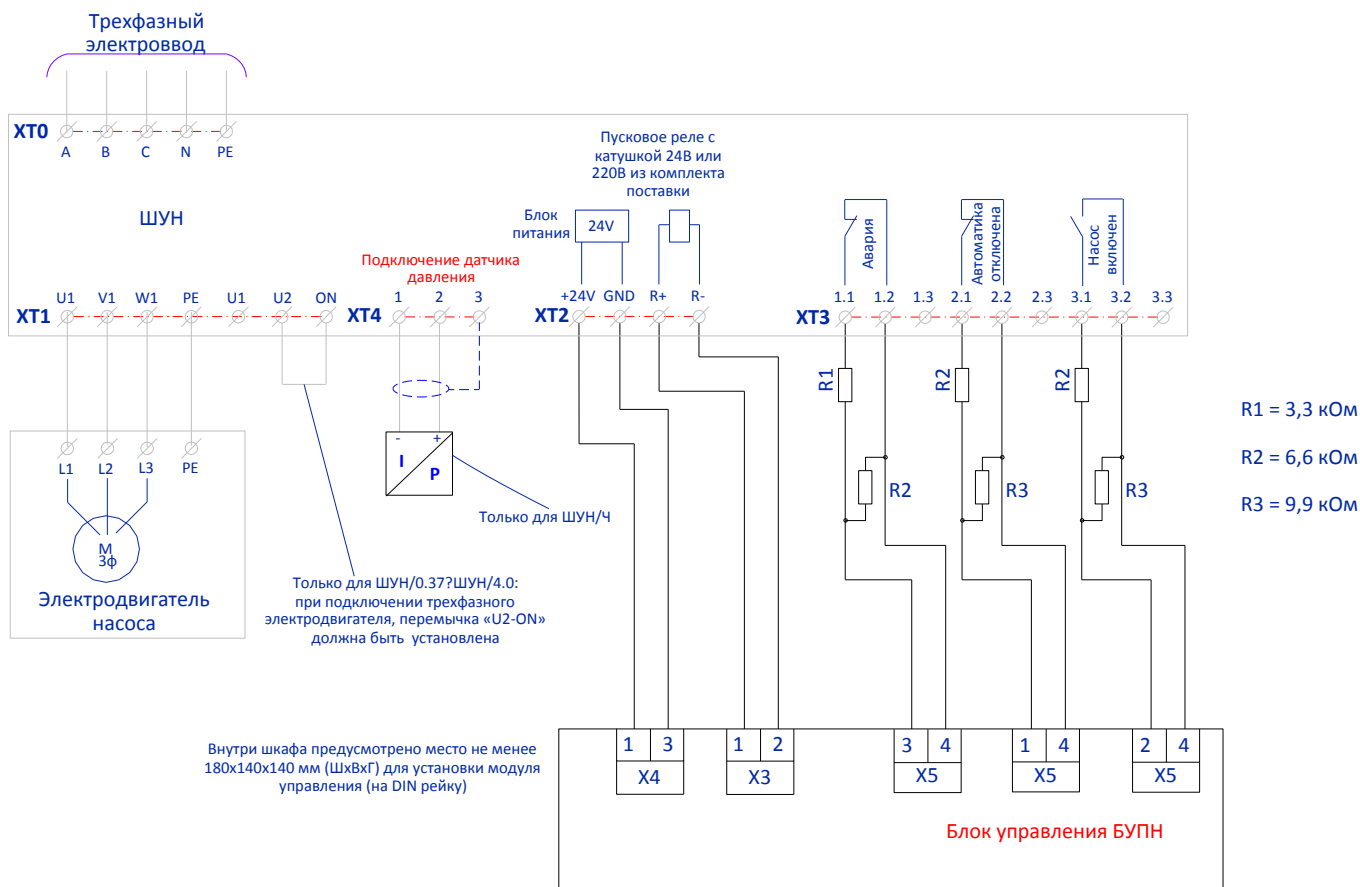 Трехфазный
электроввод
XT0
A B C N PE
ШУН
Пусковое реле с
катушкой 24В или
220В из комплекта
поставки
Блок
питания
24V
Авария
Автоматика
отключена
Насос
включен
Подключение датчика
давления
XT1
U1 V1 W1 PE U1 U2 ON
XT4
1 2 3
XT2
+24V GND R+ R-
XT3
1.1 1.2 1.3 2.1 2.2 2.3 3.1 3.2 3.3
R1
R2
R2
R2
R3
R3
R1 = 3,3 кОм
R2 = 6,6 кОм
R3 = 9,9 кОм
L1 L2 L3 PE
М
3ф
Электродвигатель
насоса
- +
I
P
Только для ШУН/Ч
Только для ШУН/0.37?ШУН/4.0:
при подключении трехфазного
электродвигателя, перемычка «U2-ON»
должна быть установлена
Внутри шкафа предусмотрено место не менее
180х140х140 мм (ШхВхГ) для установки модуля
управления (на DIN рейку)
1 3
X4
1 2
X3
3 4
X5
1 4
X5
2 4
X5
Блок управления БУПН